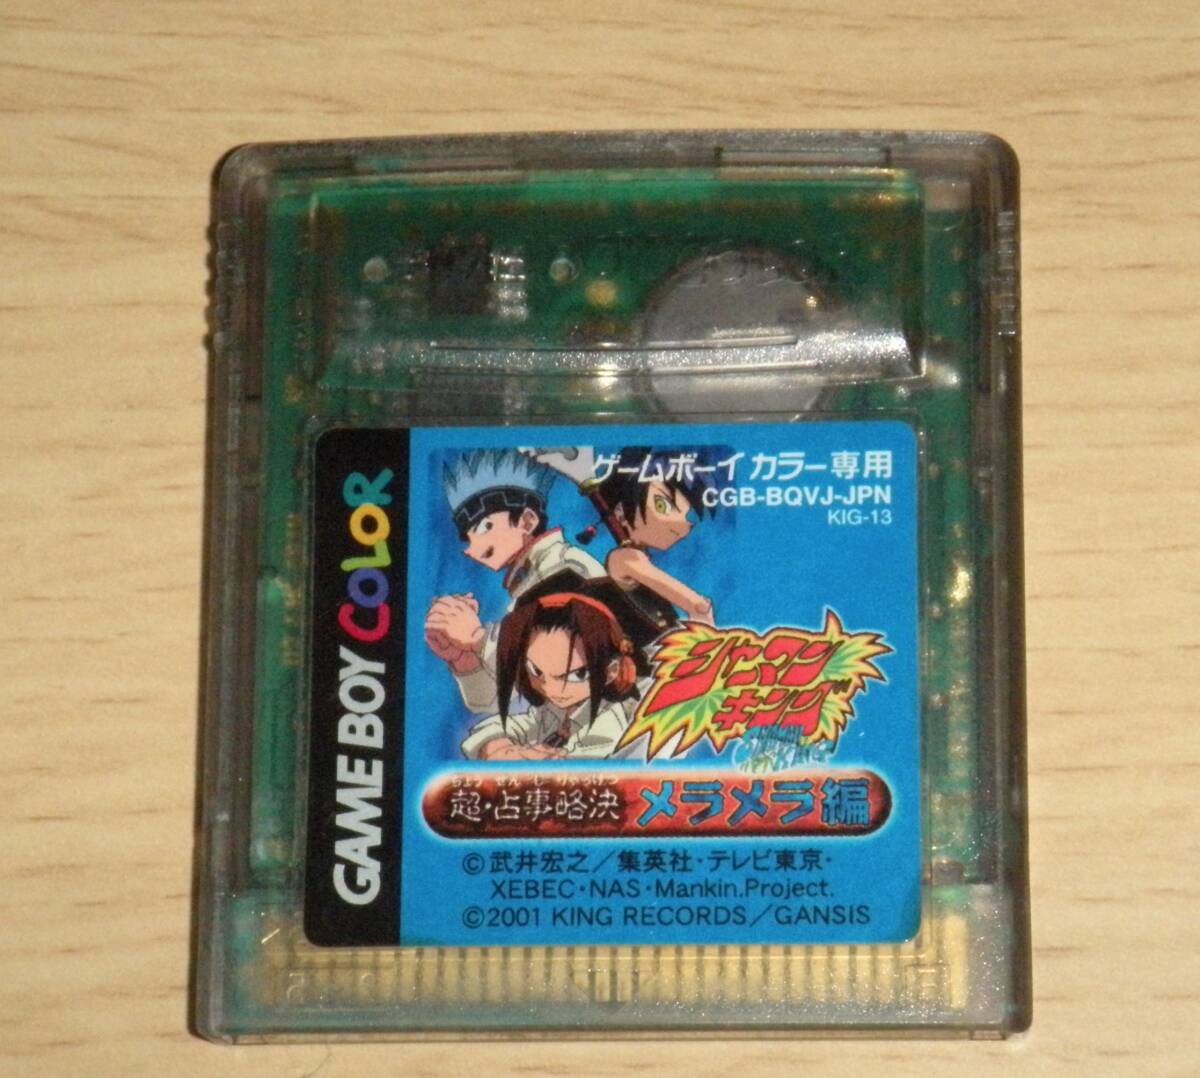 GAME BOY COLOR
ゲームボーイカラー専用
CGB-BQVJ-JPN
KIG-13
シャーマン
キング
SHAMAN KING
ちょう せん じ りゃっけつ
超・占事略決 メラメラ編
©武井宏之／集英社・テレビ東京・
XEBEC・NAS・Mankin.Project.
©2001 KING RECORDS／GANSIS